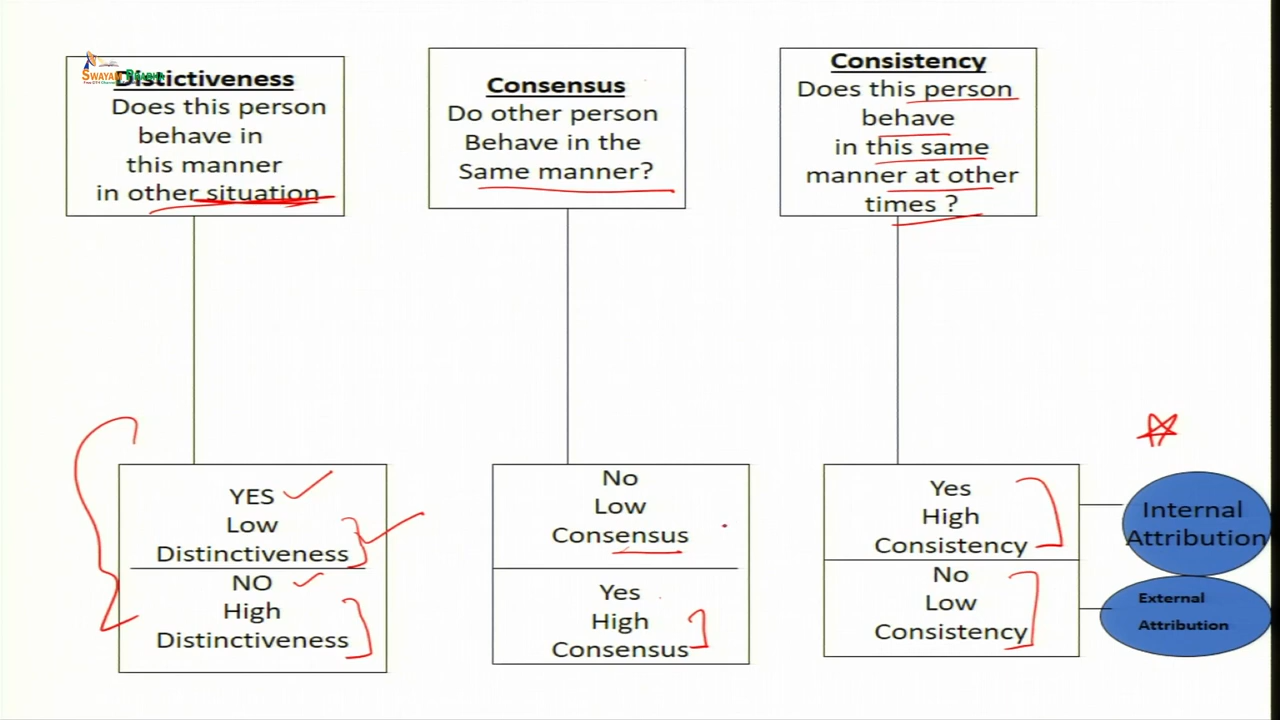 SWAYAM PRABHA
Distictiveness
Does this person
behave in
this manner
in other situation
Consensus
Do other person
Behave in the
Same manner?
Consistency
Does this person
behave
in this same
manner at other
times ?
YES
Low
Distinctiveness
NO
High
Distinctiveness
No
Low
Consensus
Yes
High
Consensus
Yes
High
Consistency
No
Low
Consistency
Internal
Attribution
External
Attribution